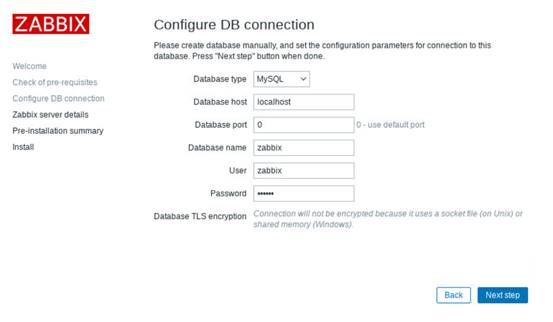 ZABBIX
Welcome
Check of pre-requisites
Configure DB connection
Zabbix server details
Pre-installation summary
Install
Configure DB connection
Please create database manually, and set the configuration parameters for connection to this
database. Press "Next step" button when done.
Database type MySQL
Database host localhost
Database port 0 0 - use default port
Database name zabbix
User zabbix
Password ••••••
Database TLS encryption Connection will not be encrypted because it uses a socket file (on Unix) or
shared memory (Windows).
Back Next step